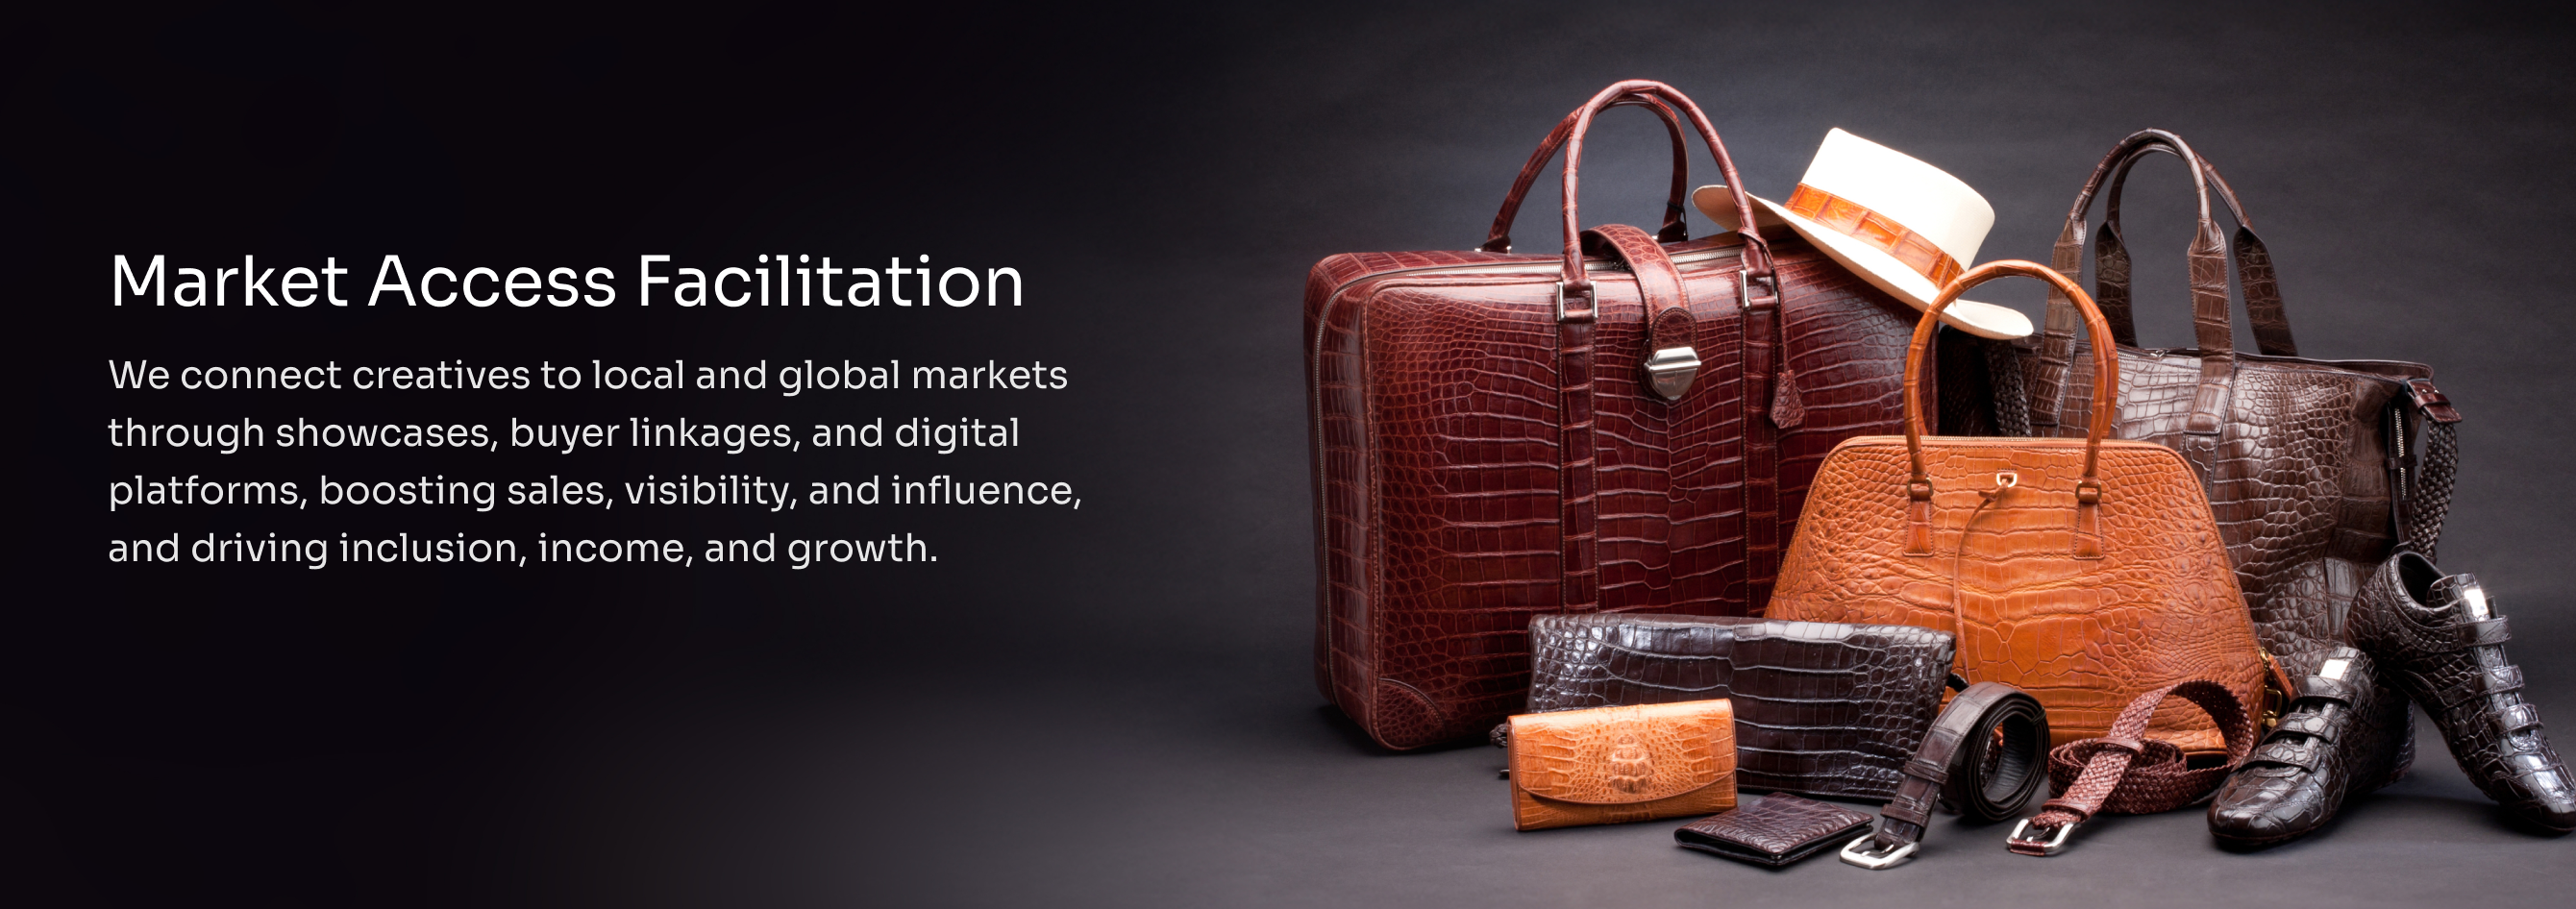 Market Access Facilitation
We connect creatives to local and global markets
through showcases, buyer linkages, and digital
platforms, boosting sales, visibility, and influence,
and driving inclusion, income, and growth.